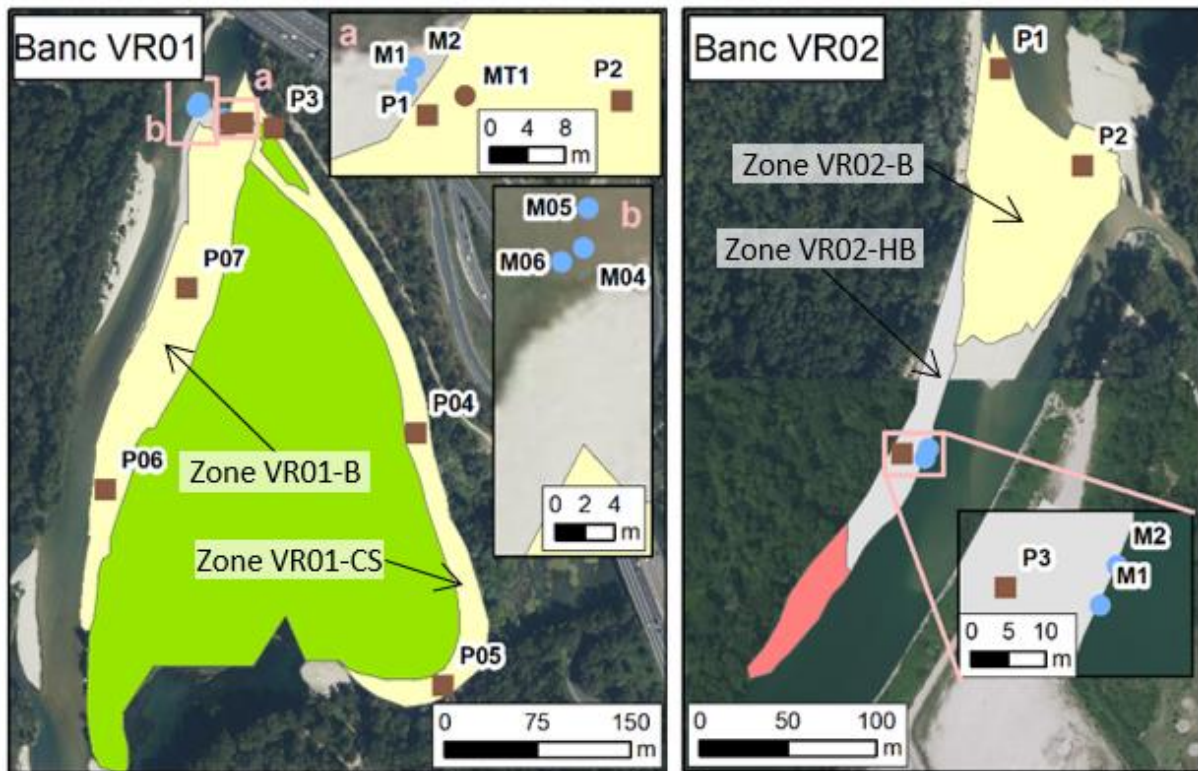 Banc VR01
a
b
P3
P07
P04
P06
Zone VR01-B
Zone VR01-CS
P05
0 75 150
m
a
M1
M2
MT1
P2
P1
0 4 8
m
b
M05
M06
M04
0 2 4
m
Banc VR02
P1
P2
Zone VR02-B
Zone VR02-HB
P3
M2
M1
0 5 10
m
0 50 100
m